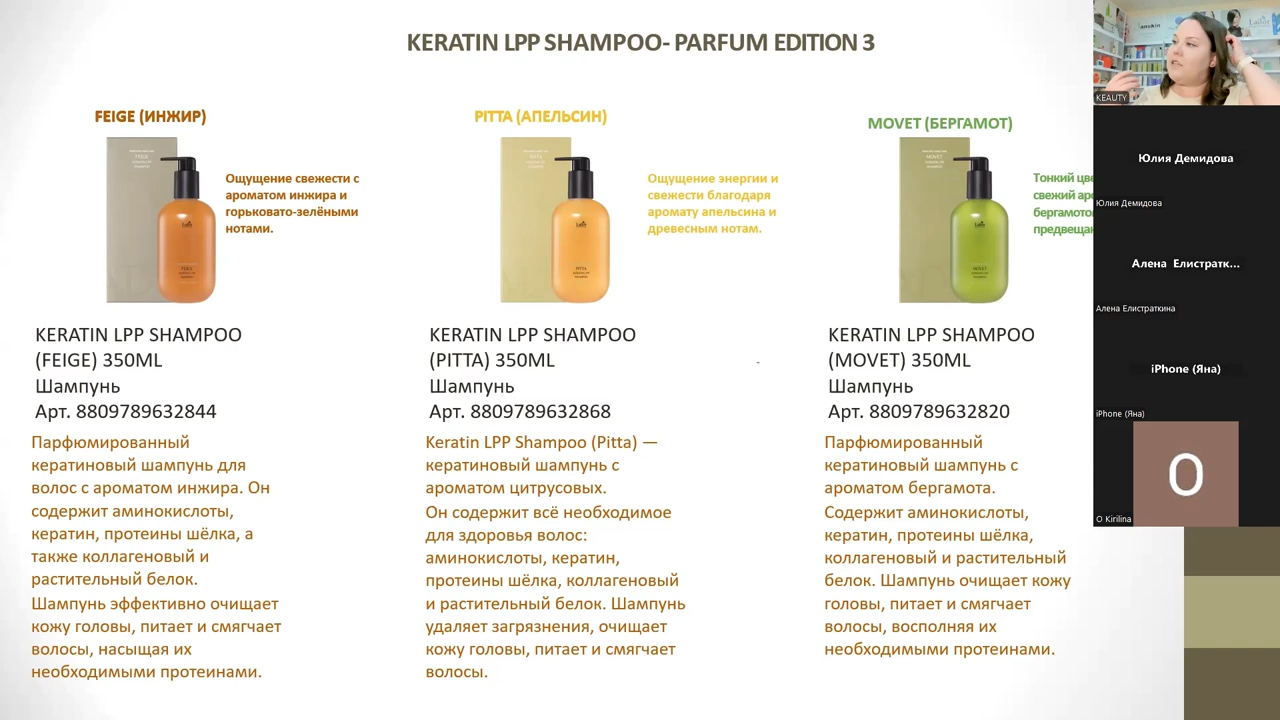 KERATIN LPP SHAMPOO- PARFUM EDITION 3
FEIGE (ИНЖИР)
Ощущение свежести с
ароматом инжира и
горьковато-зелёными
нотами.
KERATIN LPP SHAMPOO
(FEIGE) 350ML
Шампунь
Арт. 8809789632844
Парфюмированный
кератиновый шампунь для
волос с ароматом инжира. Он
содержит аминокислоты,
кератин, протеины шёлка, а
также коллагеновый и
растительный белок.
Шампунь эффективно очищает
кожу головы, питает и смягчает
волосы, насыщая их
необходимыми протеинами.
PITTA (АПЕЛЬСИН)
Ощущение энергии и
свежести благодаря
аромату апельсина и
древесным нотам.
PITTA
KERATIN LPP SHAMPOO
(PITTA) 350ML
Шампунь
Арт. 8809789632868
Keratin LPP Shampoo (Pitta) —
кератиновый шампунь с
ароматом цитрусовых.
Он содержит всё необходимое
для здоровья волос:
аминокислоты, кератин,
протеины шёлка, коллагеновый
и растительный белок. Шампунь
удаляет загрязнения, очищает
кожу головы, питает и смягчает
волосы.
MOVET (БЕРГАМОТ)
Тонкий
свежий
MOVET
KERATIN LPP SHAMPOO
(MOVET) 350ML
Шампунь
Арт. 8809789632820
Парфюмированный
кератиновый шампунь с
ароматом бергамота.
Содержит аминокислоты,
кератин, протеины шёлка,
коллагеновый и растительный
белок. Шампунь очищает кожу
головы, питает и смягчает
волосы, восполняя их
необходимыми протеинами.
KEAUTY
Юлия Демидова
Юлия Демидова
Алена Елистратк...
Алена Елистраткина
iPhone (Яна)
iPhone (Яна)
O
O Kirilina